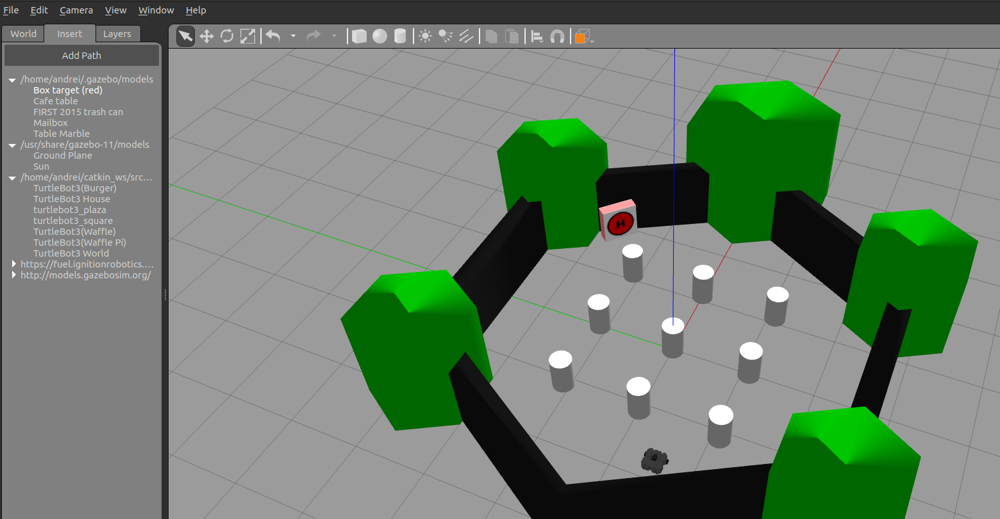 File Edit Camera View Window Help
World Insert Layers
Add Path
/home/andrei/.gazebo/models
Box target (red)
Cafe table
FIRST 2015 trash can
Mailbox
Table Marble
/usr/share/gazebo-11/models
Ground Plane
Sun
/home/andrei/catkin_ws/src...
TurtleBot3(Burger)
TurtleBot3 House
turtlebot3_plaza
turtlebot3_square
TurtleBot3(Waffle)
TurtleBot3(Waffle Pi)
TurtleBot3 World
https://fuel.ignitionrobotics....
http://models.gazebosim.org/
H